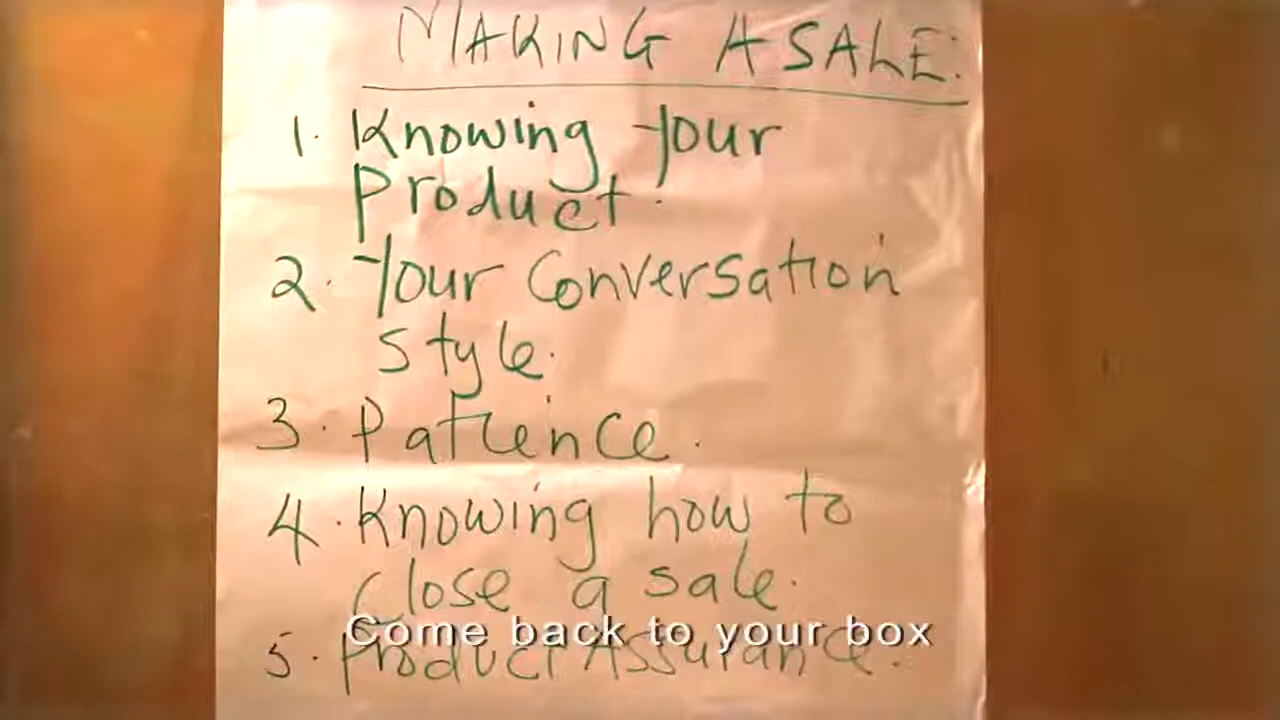 MAKING A SALE:
1. Knowing your
Product.
2. Your Conversation
style.
3. Patience.
4. Knowing how to
close a sale.
Come back to your box
5. Product Assurance.